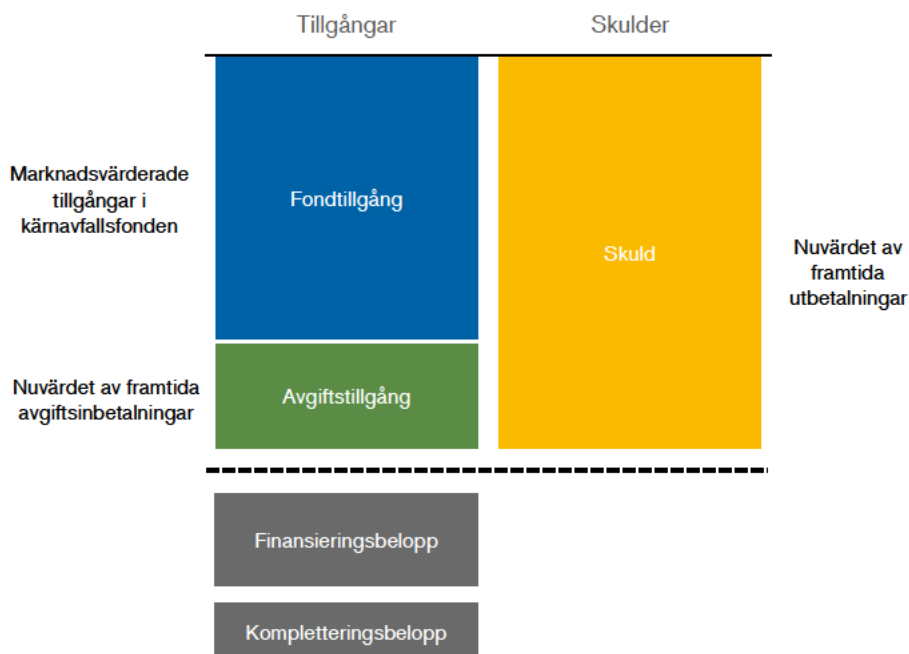 Tillgångar
Skulder
Marknadsvärderade
tillgångar i
kärnavfallsfonden
Fondtillgång
Skuld
Nuvärdet av
framtida
utbetalningar
Nuvärdet av framtida
avgiftsinbetalningar
Avgiftstillgång
Finansieringsbelopp
Kompletteringsbelopp